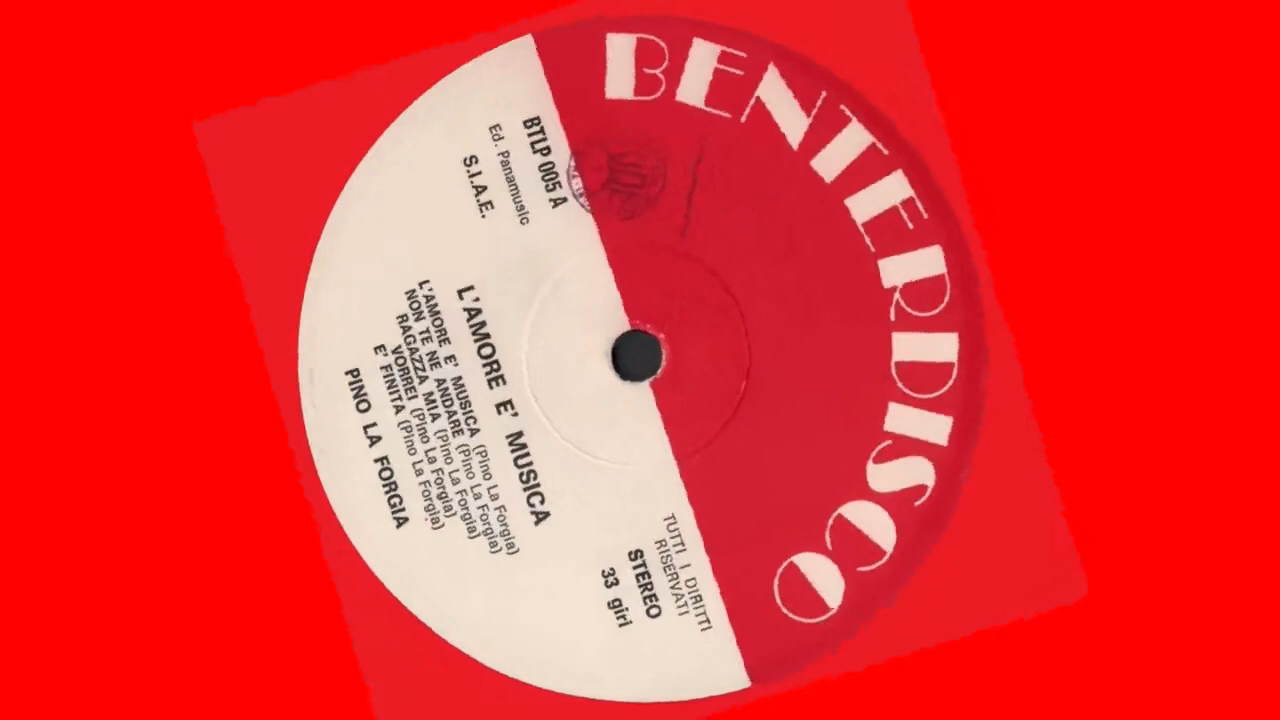 BENTERDISCO
BTLP 005 A
Ed. Panamusic
S.I.A.E.
TUTTI I DIRITTI
RISERVATI
STEREO
33 giri
L'AMORE E' MUSICA
L'AMORE E' MUSICA (Pino La Forgia)
NON TE NE ANDARE (Pino La Forgia)
RAGAZZA MIA (Pino La Forgia)
VORREI (Pino La Forgia)
E' FINITA (Pino La Forgia)
PINO LA FORGIA